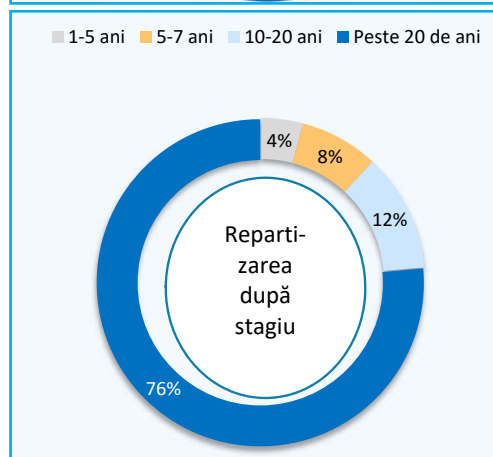 1-5 ani 5-7 ani 10-20 ani Peste 20 de ani
4%
8%
12%
Reparti-
zarea
după
stagiu
76%